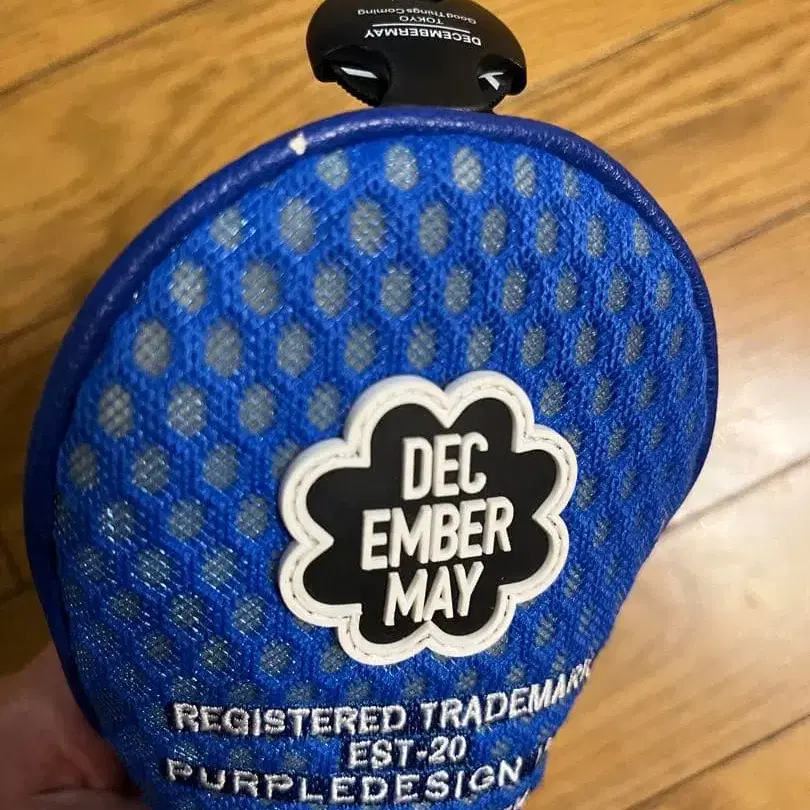 DECEMBERMAY
TOKYO
Good Things Coming
DEC
EMBER
MAY
REGISTERED TRADEMARK
EST-20
PURPLEDESIGN